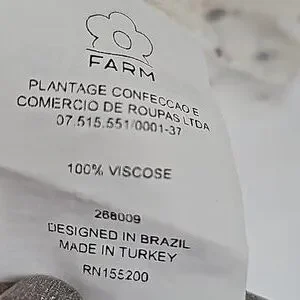 FARM
PLANTAGE CONFECCAO E
COMERCIO DE ROUPAS LTDA
07.515.551/0001-37
100% VISCOSE
268009
DESIGNED IN BRAZIL
MADE IN TURKEY
RN155200